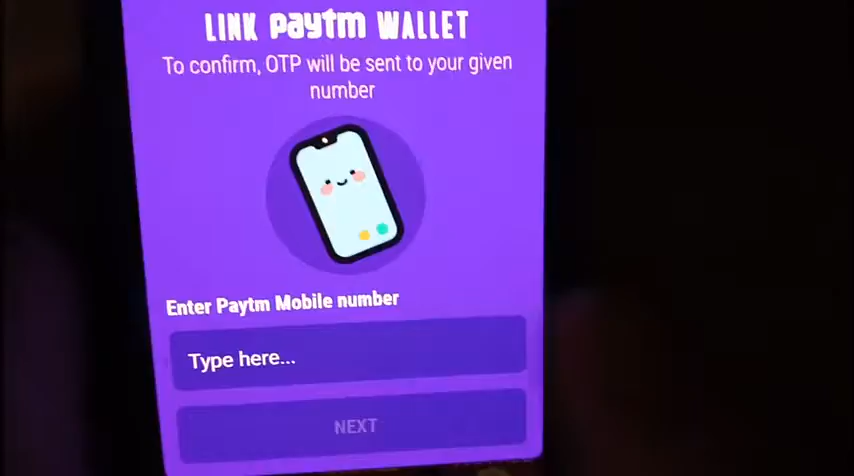 LINK paytm WALLET
To confirm, OTP will be sent to your given
number
Enter Paytm Mobile number
Type here...
NEXT